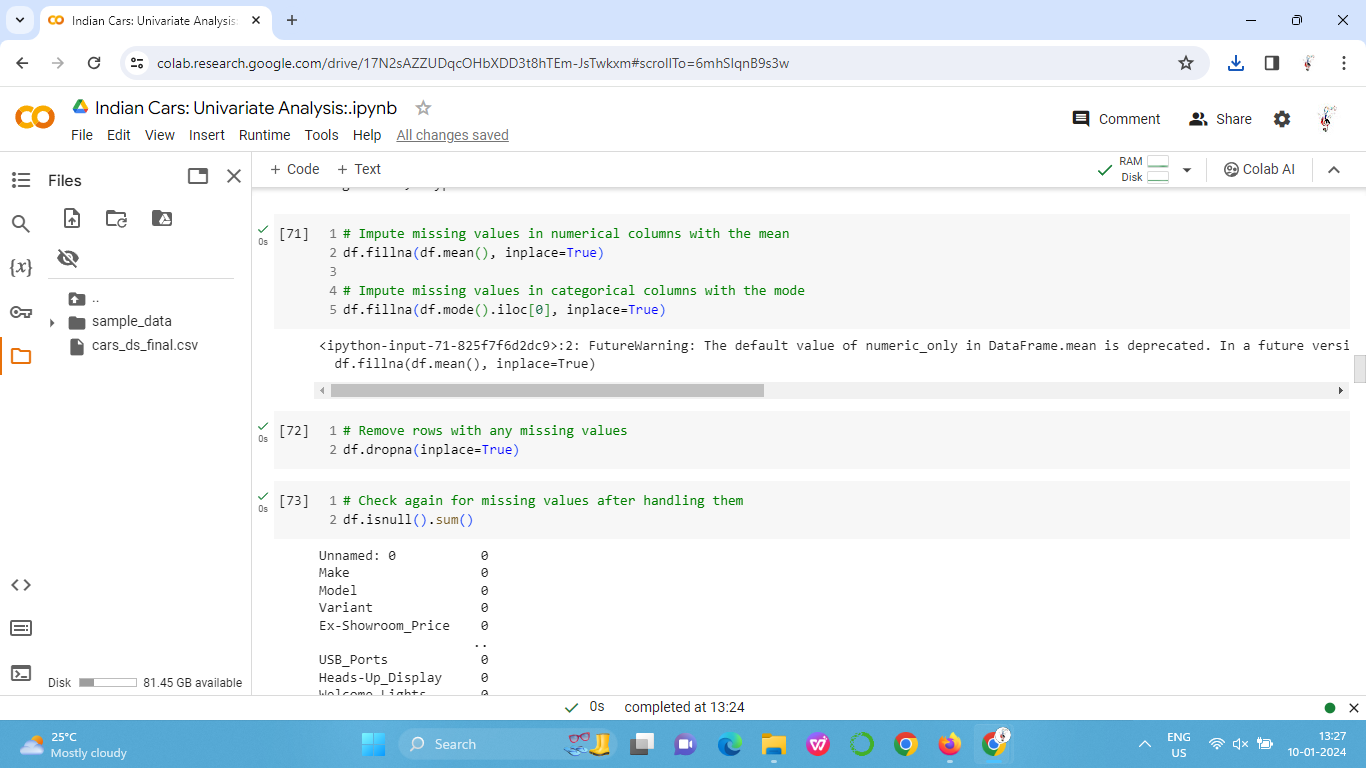 Indian Cars: Univariate Analysis
colab.research.google.com/drive/17N2sAZZUDqcOHbXDD3t8hTEm-JsTwkxm#scrollTo=6mhSIqnB9s3w
Indian Cars: Univariate Analysis:.ipynb
File Edit View Insert Runtime Tools Help All changes saved
Comment Share
Files
+ Code + Text
RAM
Disk
Colab AI
..
sample_data
cars_ds_final.csv
{x}
Disk 81.45 GB available
0s
[71]
1 # Impute missing values in numerical columns with the mean
2 df.fillna(df.mean(), inplace=True)
3
4 # Impute missing values in categorical columns with the mode
5 df.fillna(df.mode().iloc[0], inplace=True)
<ipython-input-71-825f7f6d2dc9>:2: FutureWarning: The default value of numeric_only in DataFrame.mean is deprecated. In a future versi
df.fillna(df.mean(), inplace=True)
0s
[72]
1 # Remove rows with any missing values
2 df.dropna(inplace=True)
0s
[73]
1 # Check again for missing values after handling them
2 df.isnull().sum()
Unnamed: 0 0
Make 0
Model 0
Variant 0
Ex-Showroom_Price 0
..
USB_Ports 0
Heads-Up_Display 0
Welcome_Lights 0
0s completed at 13:24
25°C
Mostly cloudy
Search
ENG
US
13:27
10-01-2024